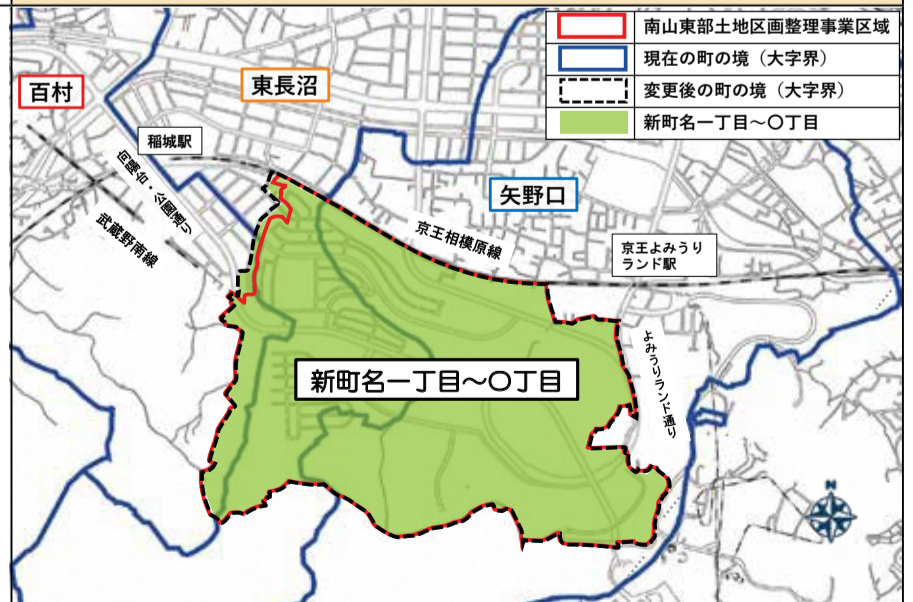 南山東部土地区画整理事業区域
現在の町の境（大字界）
変更後の町の境（大字界）
新町名一丁目～〇丁目
百村
東長沼
稲城駅
向陽台・公園通り
武蔵野南線
矢野口
京王相模原線
京王よみうり
ランド駅
よみうりランド通り
新町名一丁目～〇丁目
N